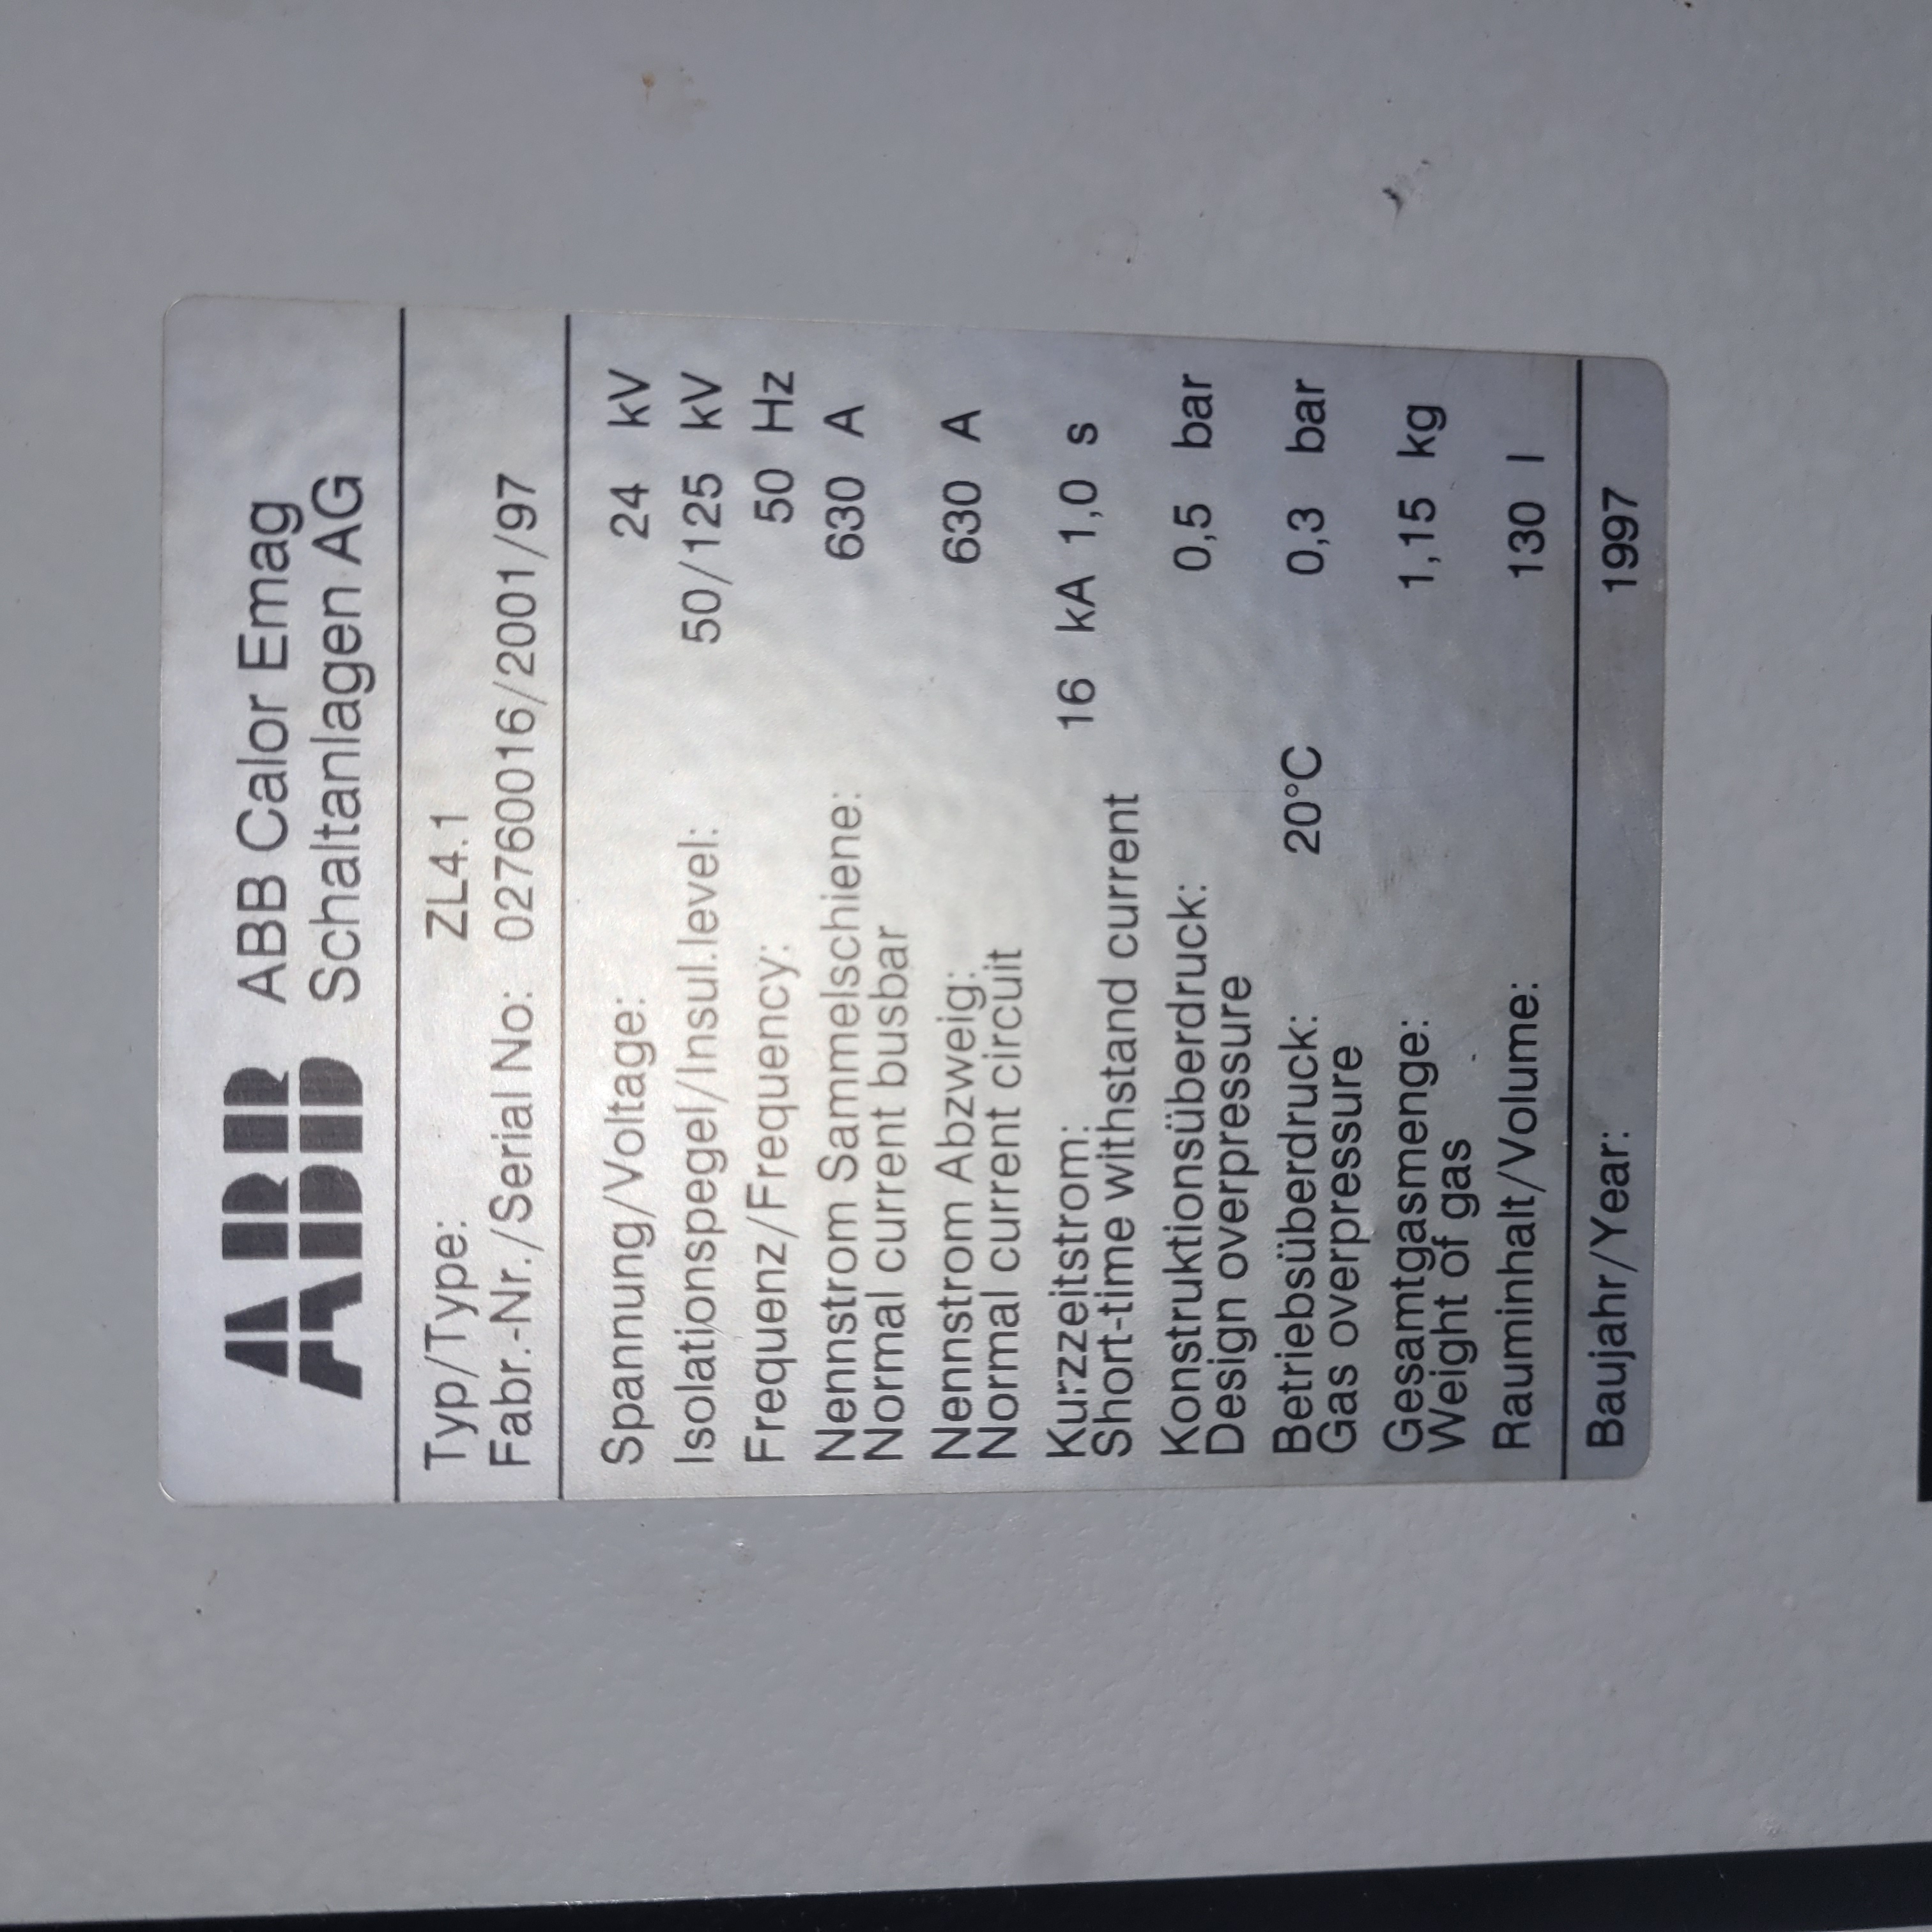 ABB ABB Calor Emag
Schaltanlagen AG
Typ/Type: ZL4.1
Fabr.-Nr./Serial No: 02760016/2001/97
Spannung/Voltage: 24 kV
Isolationspegel/Insul.level: 50/125 kV
Frequenz/Frequency: 50 Hz
Nennstrom Sammelschiene: 630 A
Normal current busbar
Nennstrom Abzweig: 630 A
Normal current circuit
Kurzzeitstrom: 16 kA 1,0 s
Short-time withstand current
Konstruktionsüberdruck: 0,5 bar
Design overpressure
Betriebsüberdruck: 20°C 0,3 bar
Gas overpressure
Gesamtgasmenge: 1,15 kg
Weight of gas
Rauminhalt/Volume: 130 l
Baujahr/Year: 1997